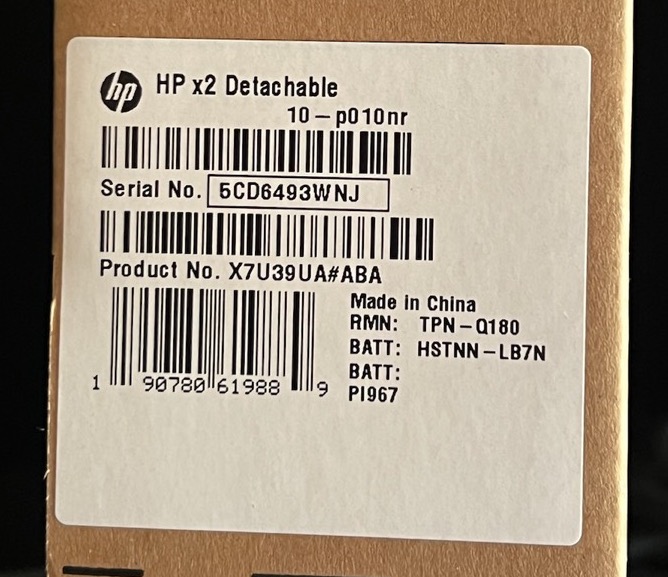 hp HP x2 Detachable
10-p010nr
Serial No. 5CD6493WNJ
Product No. X7U39UA#ABA
1 90780 61988 9
Made in China
RMN: TPN-Q180
BATT: HSTNN-LB7N
BATT:
PI967